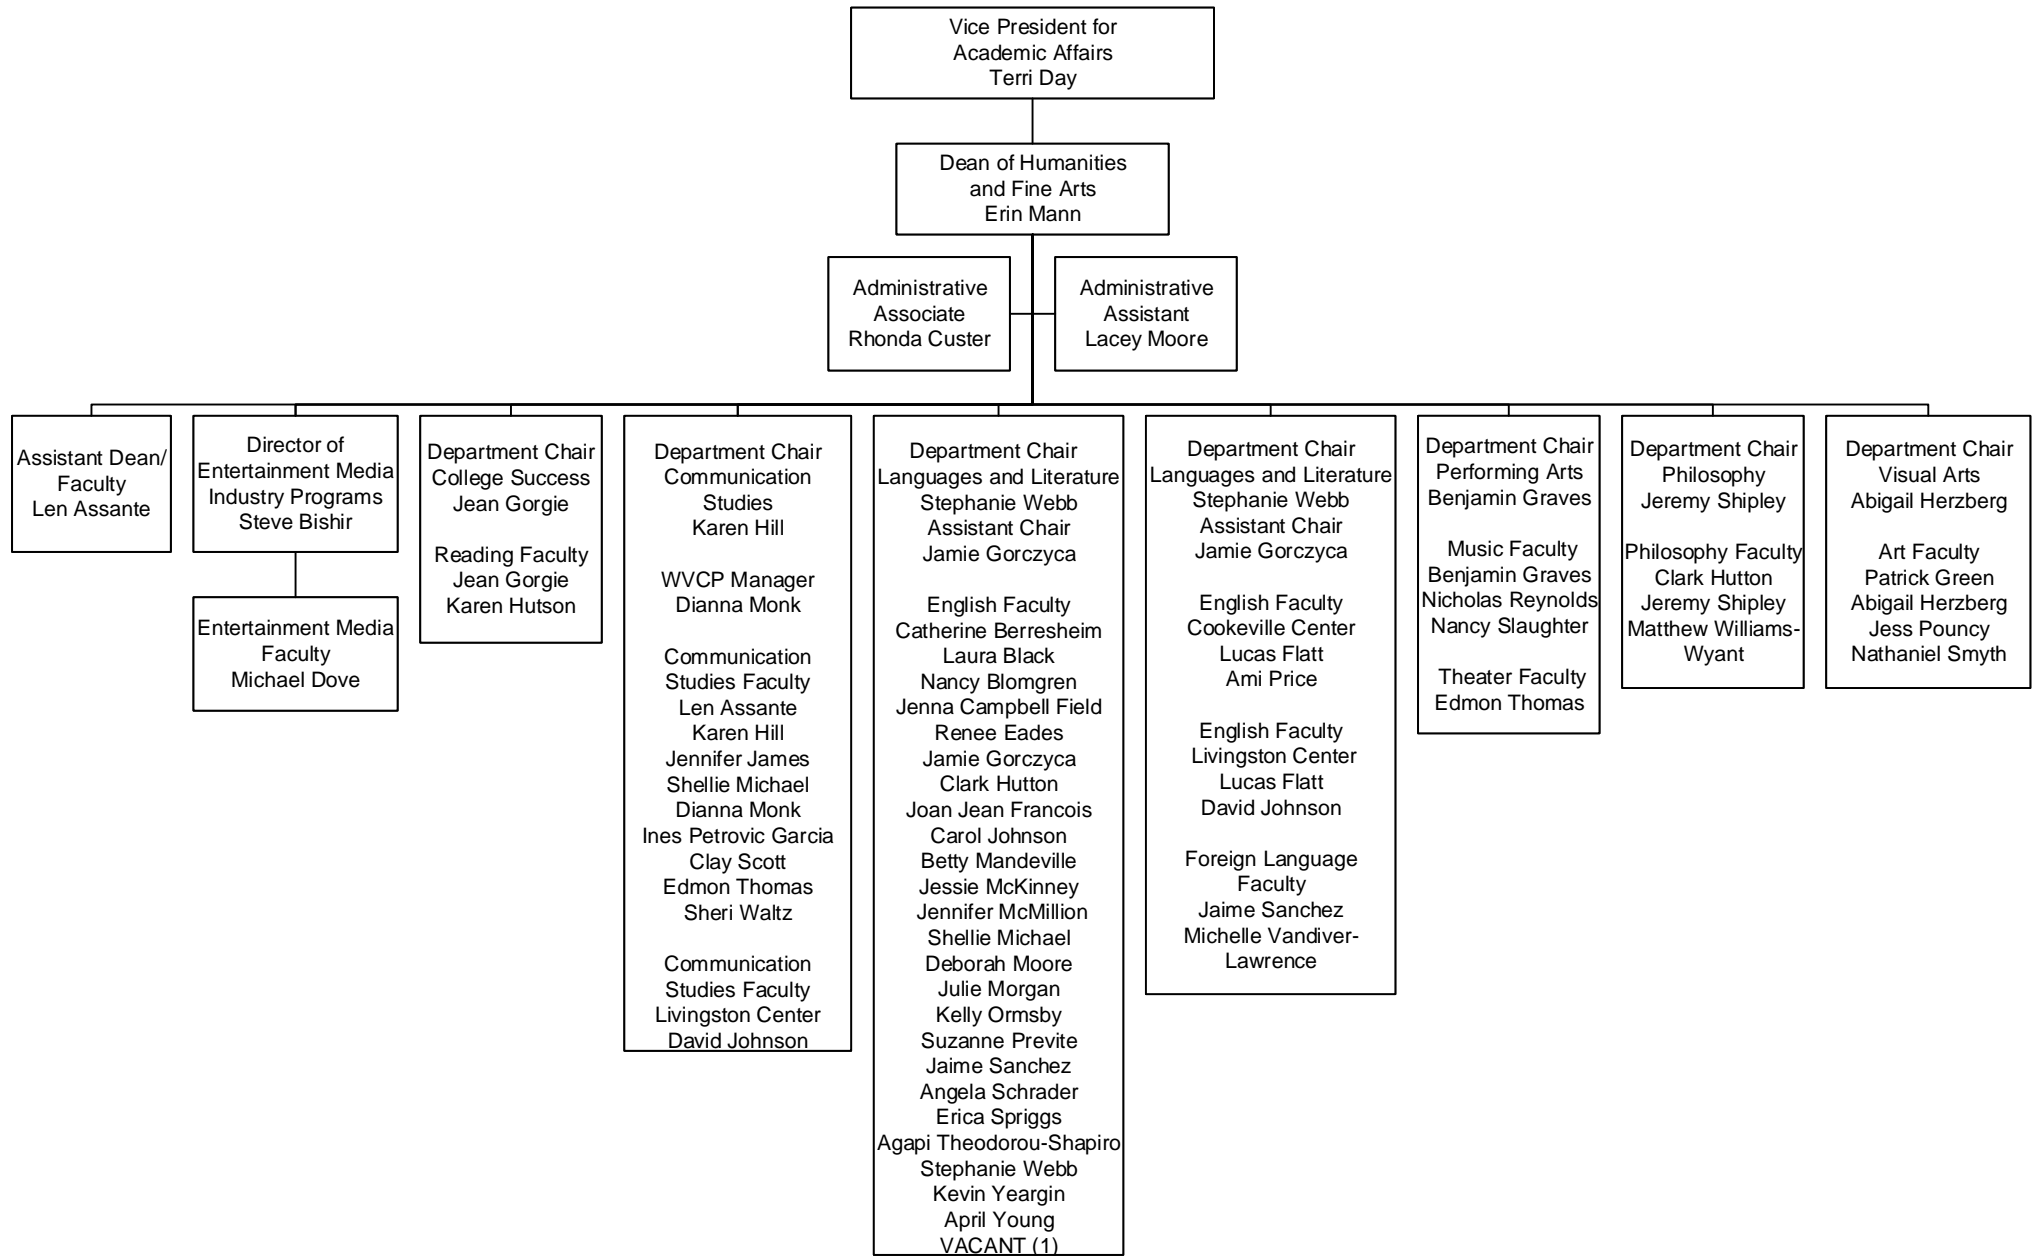 Vice President for
Academic Affairs
Terri Day
Dean of Humanities
and Fine Arts
Erin Mann
Administrative
Associate
Rhonda Custer
Administrative
Assistant
Lacey Moore
Assistant Dean/
Faculty
Len Assante
Director of
Entertainment Media
Industry Programs
Steve Bishir
Entertainment Media
Faculty
Michael Dove
Department Chair
College Success
Jean Gorgie
Reading Faculty
Jean Gorgie
Karen Hutson
Department Chair
Communication
Studies
Karen Hill
WVCP Manager
Dianna Monk
Communication
Studies Faculty
Len Assante
Karen Hill
Jennifer James
Shellie Michael
Dianna Monk
Ines Petrovic Garcia
Clay Scott
Edmon Thomas
Sheri Waltz
Communication
Studies Faculty
Livingston Center
David Johnson
Department Chair
Languages and Literature
Stephanie Webb
Assistant Chair
Jamie Gorczyca
English Faculty
Catherine Berresheim
Laura Black
Nancy Blomgren
Jenna Campbell Field
Renee Eades
Jamie Gorczyca
Clark Hutton
Joan Jean Francois
Carol Johnson
Betty Mandeville
Jessie McKinney
Jennifer McMillion
Shellie Michael
Deborah Moore
Julie Morgan
Kelly Ormsby
Suzanne Previte
Jaime Sanchez
Angela Schrader
Erica Spriggs
Agapi Theodorou-Shapiro
Stephanie Webb
Kevin Yeargin
April Young
VACANT (1)
Department Chair
Languages and Literature
Stephanie Webb
Assistant Chair
Jamie Gorczyca
English Faculty
Cookeville Center
Lucas Flatt
Ami Price
English Faculty
Livingston Center
Lucas Flatt
David Johnson
Foreign Language
Faculty
Jaime Sanchez
Michelle Vandiver-
Lawrence
Department Chair
Performing Arts
Benjamin Graves
Music Faculty
Benjamin Graves
Nicholas Reynolds
Nancy Slaughter
Theater Faculty
Edmon Thomas
Department Chair
Philosophy
Jeremy Shipley
Philosophy Faculty
Clark Hutton
Jeremy Shipley
Matthew Williams-
Wyant
Department Chair
Visual Arts
Abigail Herzberg
Art Faculty
Patrick Green
Abigail Herzberg
Jess Pouncy
Nathaniel Smyth